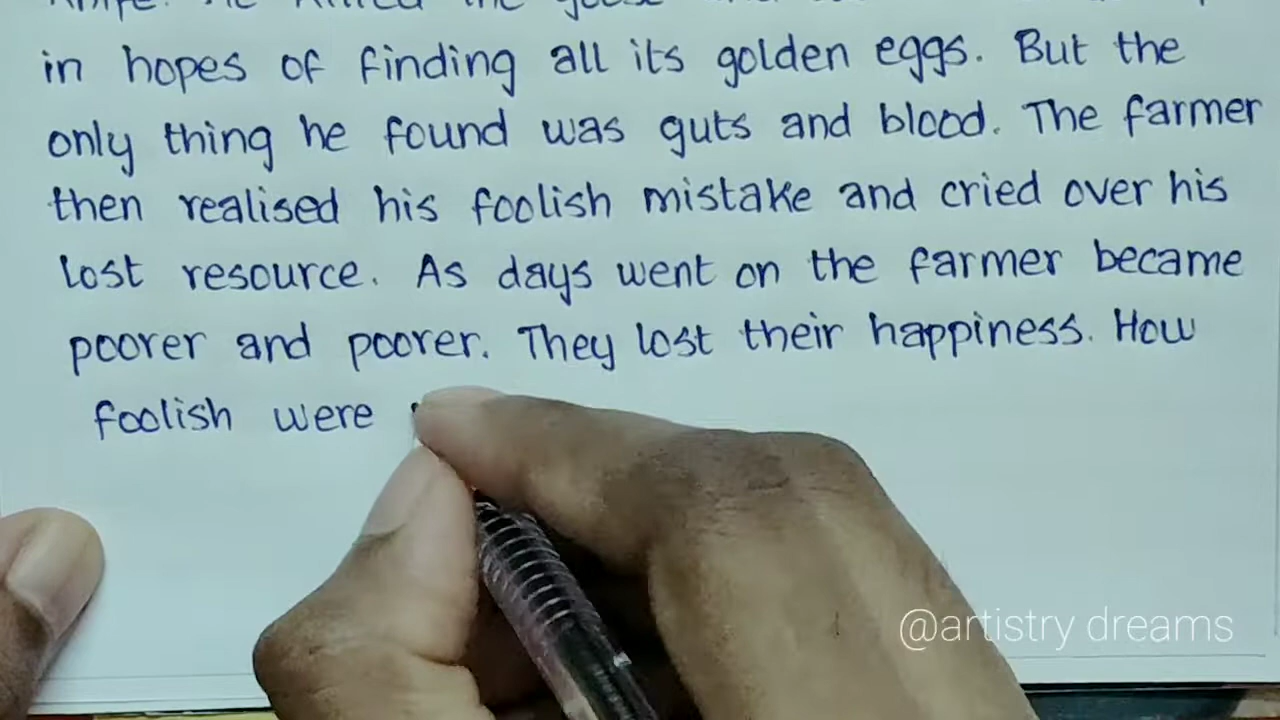 in hopes of finding all its golden eggs. But the
only thing he found was guts and blood. The farmer
then realised his foolish mistake and cried over his
lost resource. As days went on the farmer became
poorer and poorer. They lost their happiness. How
foolish were
@artistry dreams